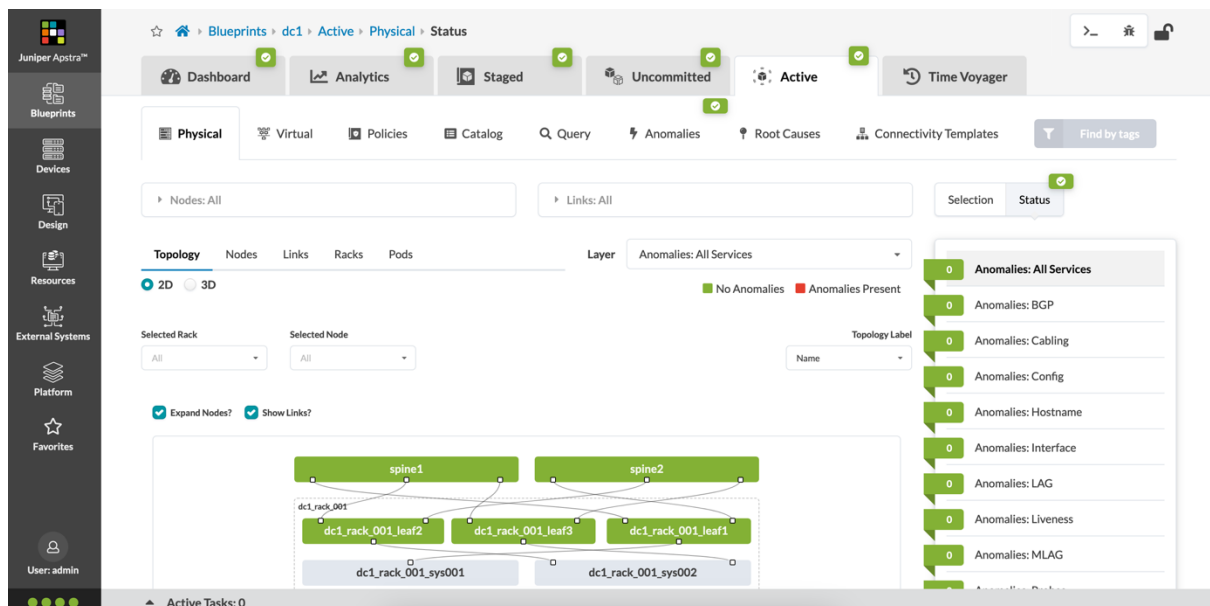 Juniper Apstra™
Blueprints
Devices
Design
Resources
External Systems
Platform
Favorites
User: admin
Blueprints dc1 Active Physical Status
Dashboard Analytics Staged Uncommitted Active Time Voyager
Physical Virtual Policies Catalog Query Anomalies Root Causes Connectivity Templates Find by tags
Nodes: All Links: All Selection Status
Topology Nodes Links Racks Pods Layer Anomalies: All Services
2D 3D No Anomalies Anomalies Present
Selected Rack Selected Node Topology Label
All All Name
Expand Nodes? Show Links?
spine1 spine2
dc1_rack_001
dc1_rack_001_leaf2 dc1_rack_001_leaf3 dc1_rack_001_leaf1
dc1_rack_001_sys001 dc1_rack_001_sys002
0 Anomalies: All Services
0 Anomalies: BGP
0 Anomalies: Cabling
0 Anomalies: Config
0 Anomalies: Hostname
0 Anomalies: Interface
0 Anomalies: LAG
0 Anomalies: Liveness
0 Anomalies: MLAG
Active Tasks: 0